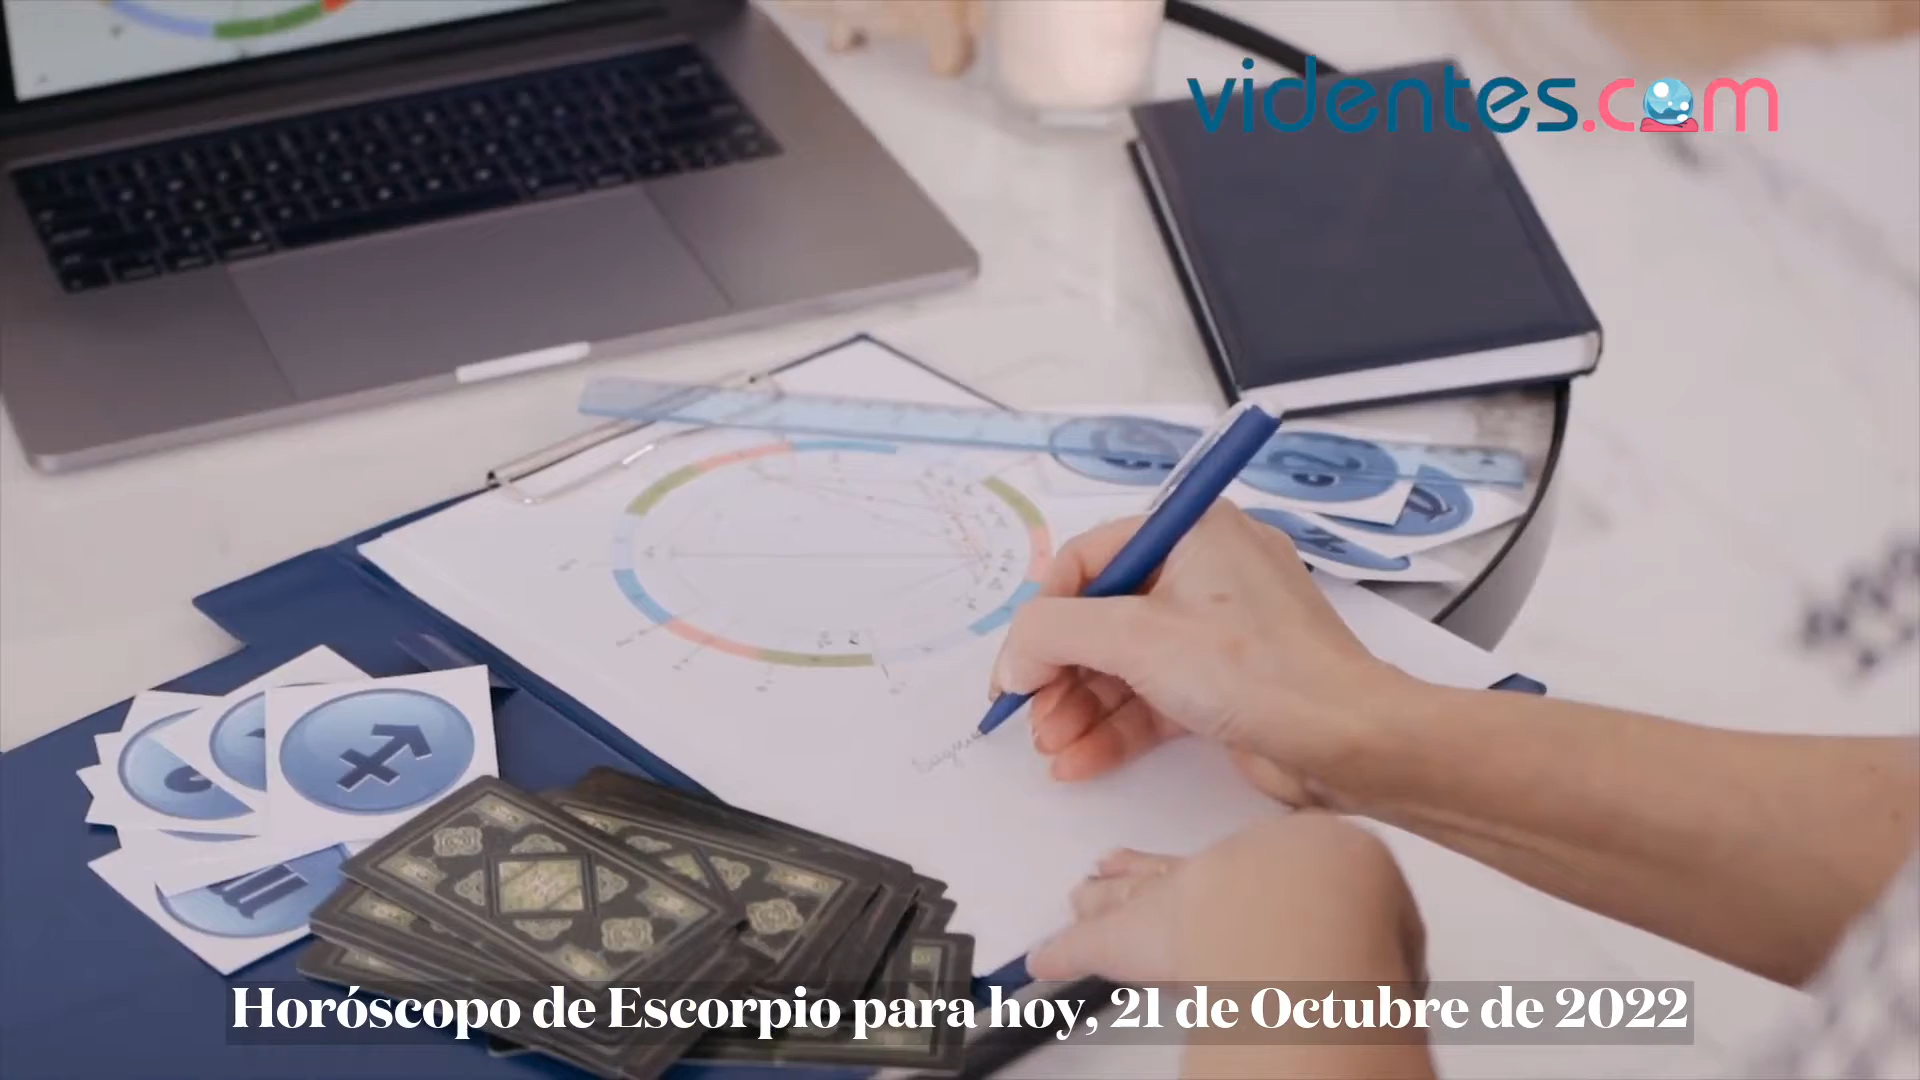 videntes.com
Horóscopo de Escorpio para hoy, 21 de Octubre de 2022